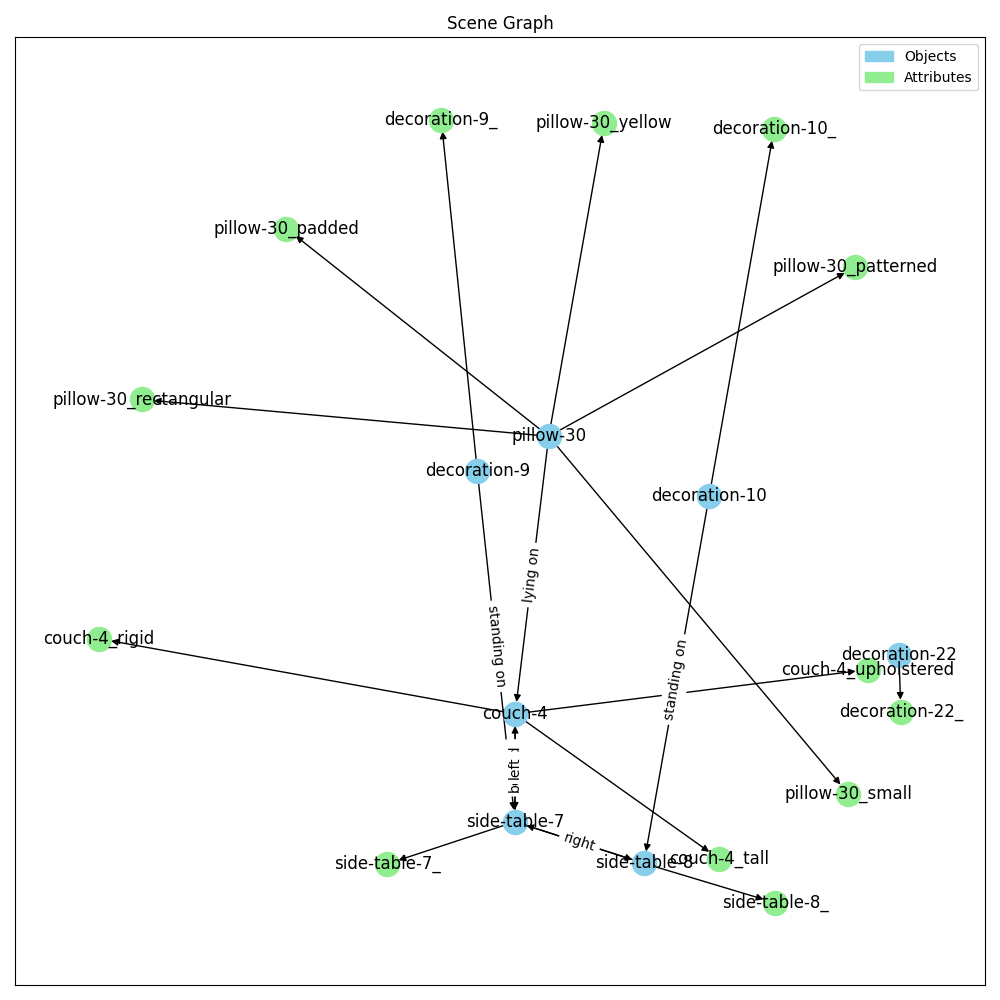 Scene Graph
Objects
Attributes
decoration-9_
pillow-30_yellow
decoration-10_
pillow-30_padded
pillow-30_patterned
pillow-30_rectangular
pillow-30
decoration-9
decoration-10
lying on
standing on
standing on
couch-4_rigid
decoration-22
couch-4_upholstered
decoration-22_
couch-4
left
pillow-30_small
side-table-7
right
side-table-7_
side-table-8
couch-4_tall
side-table-8_